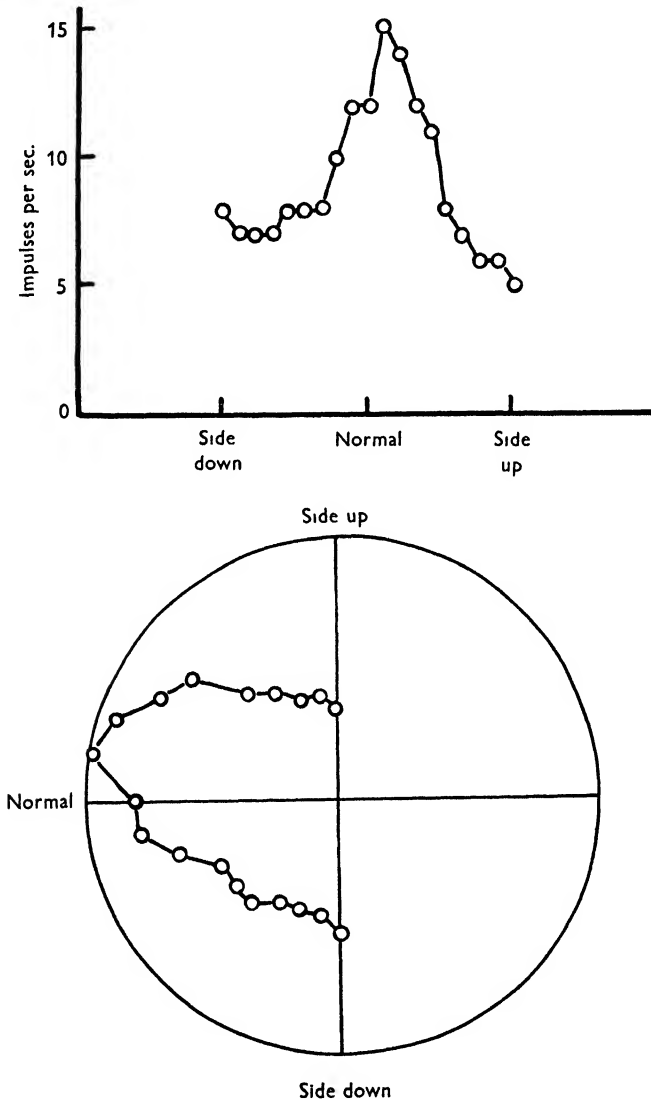 15
10
5
0
Impulses per sec.
Side
down
Normal
Side
up
Side up
Normal
Side down